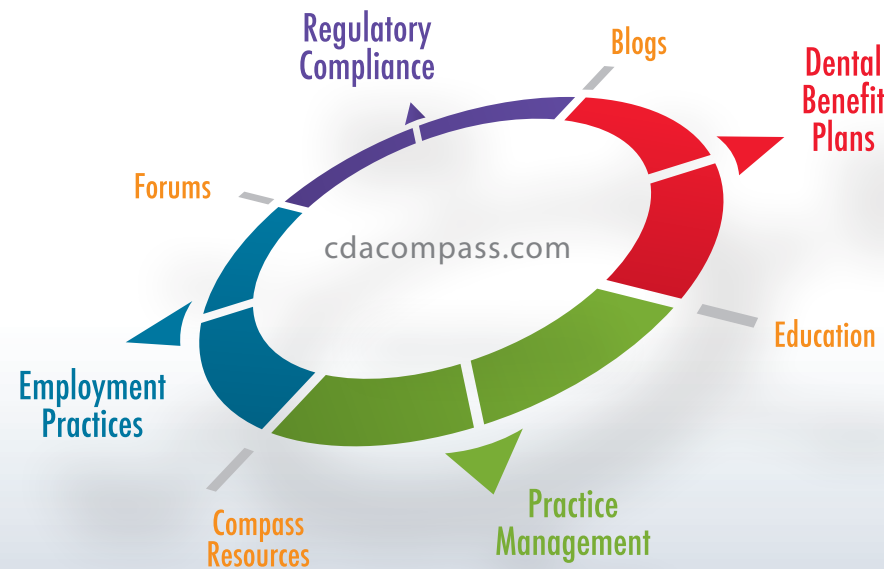 Regulatory
Compliance
Blogs
Dental
Benefit
Plans
Forums
cdacompass.com
Education
Employment
Practices
Practice
Management
Compass
Resources